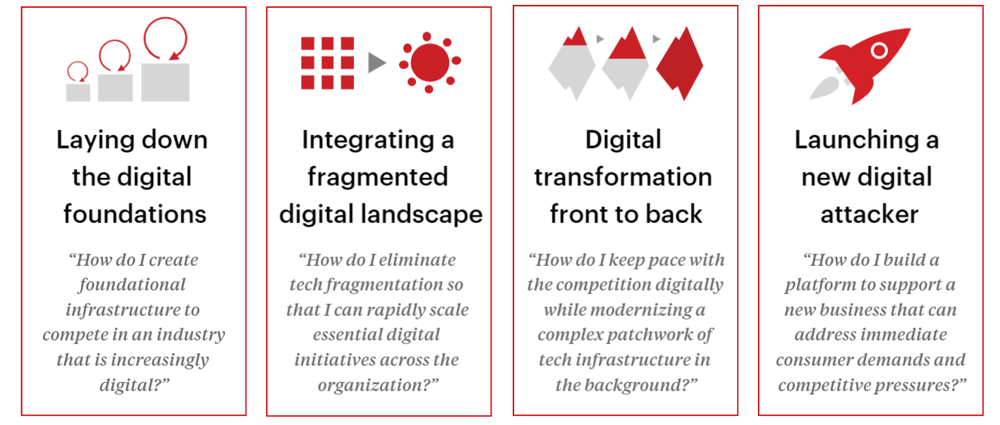 Laying down
the digital
foundations
“How do I create
foundational
infrastructure to
compete in an industry
that is increasingly
digital?”
Integrating a
fragmented
digital landscape
“How do I eliminate
tech fragmentation so
that I can rapidly scale
essential digital
initiatives across the
organization?”
Digital
transformation
front to back
“How do I keep pace with
the competition digitally
while modernizing a
complex patchwork of
tech infrastructure in
the background?”
Launching a
new digital
attacker
“How do I build a
platform to support a
new business that can
address immediate
consumer demands and
competitive pressures?”